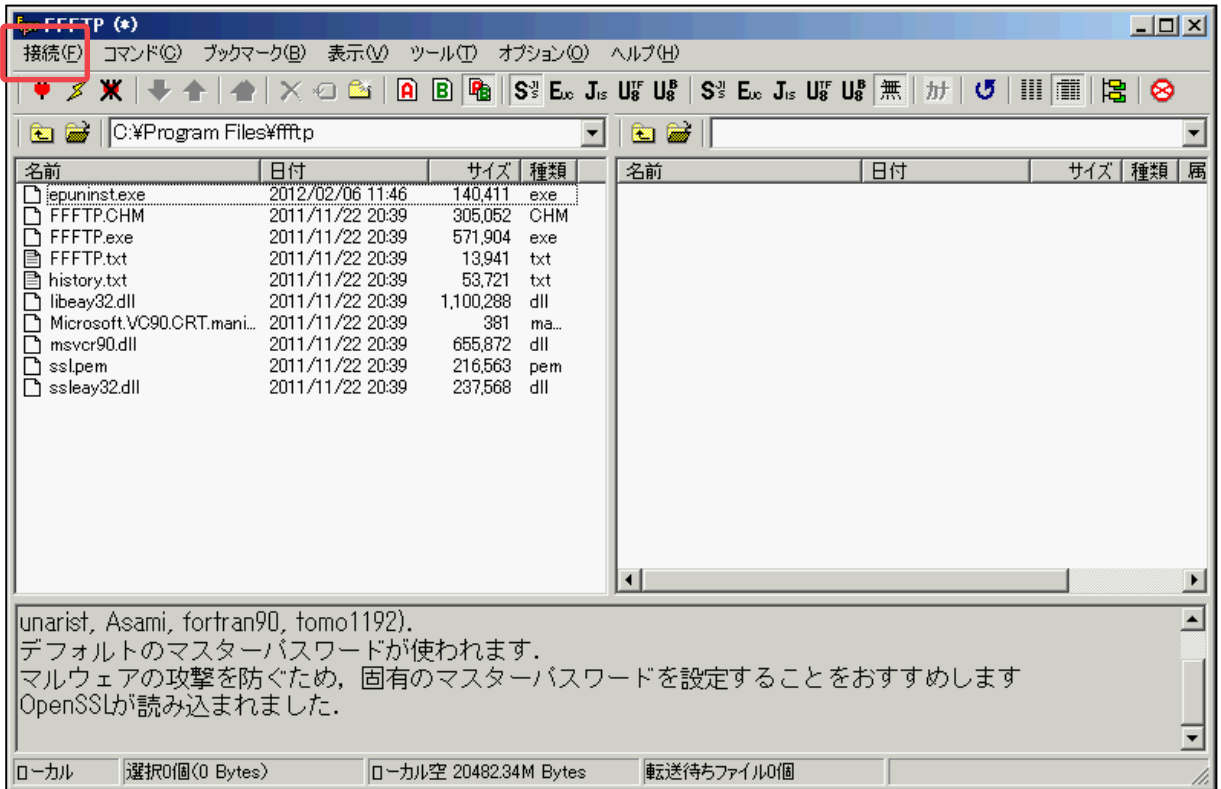 FFFTP (*)
接続(F) コマンド(C) ブックマーク(B) 表示(V) ツール(T) オプション(O) ヘルプ(H)
A B S EUC JIS UTF8 U8B S EUC JIS UTF8 U8B 無 カナ
C:¥Program Files¥ffftp
名前 日付 サイズ 種類
epuninst.exe 2012/02/06 11:46 140,411 exe
FFFTP.CHM 2011/11/22 20:39 305,052 CHM
FFFTP.exe 2011/11/22 20:39 571,904 exe
FFFTP.txt 2011/11/22 20:39 13,941 txt
history.txt 2011/11/22 20:39 53,721 txt
libeay32.dll 2011/11/22 20:39 1,100,288 dll
Microsoft.VC90.CRT.mani... 2011/11/22 20:39 381 ma...
msvcr90.dll 2011/11/22 20:39 655,872 dll
ssl.pem 2011/11/22 20:39 216,563 pem
ssleay32.dll 2011/11/22 20:39 237,568 dll
名前 日付 サイズ 種類 属
unarist, Asami, fortran90, tomo1192).
デフォルトのマスターパスワードが使われます.
マルウェアの攻撃を防ぐため, 固有のマスターパスワードを設定することをおすすめします
OpenSSLが読み込まれました.
ローカル 選択0個(0 Bytes) ローカル空 20482.34M Bytes 転送待ちファイル0個